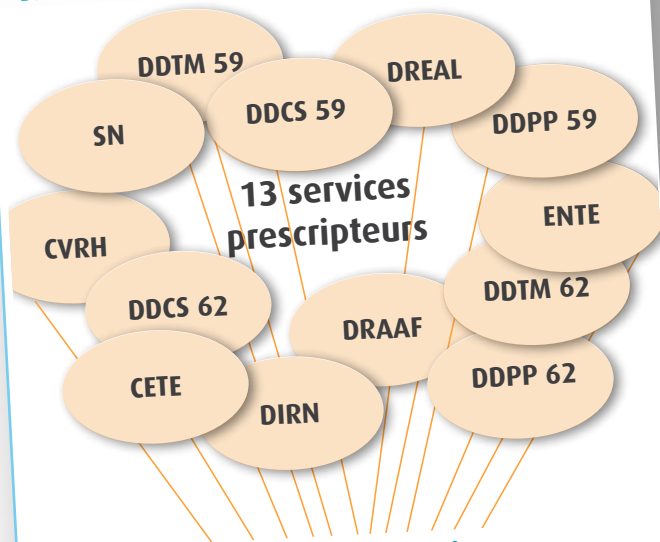 DDTM 59
DREAL
DDCS 59
DDPP 59
SN
13 services
prescripteurs
ENTE
CVRH
DDTM 62
DDCS 62
DRAAF
DDPP 62
CETE
DIRN